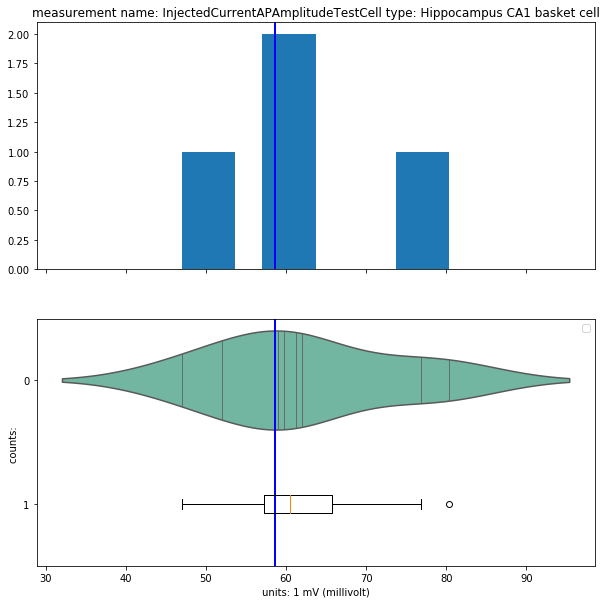 measurement name: InjectedCurrentAPAmplitudeTestCell type: Hippocampus CA1 basket cell
2.00
1.75
1.50
1.25
1.00
0.75
0.50
0.25
0.00
0
counts:
1
30 40 50 60 70 80 90
units: 1 mV (millivolt)